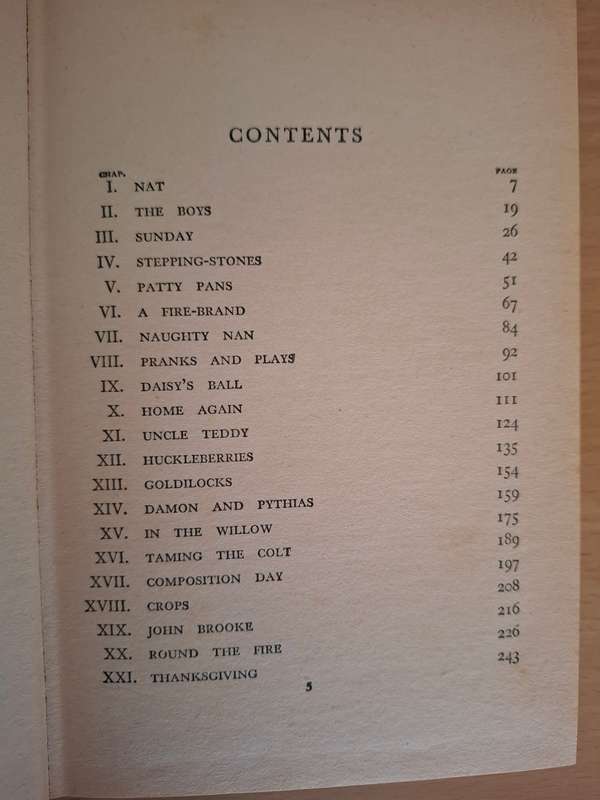 CONTENTS
CHAP. PAGE
I. NAT 7
II. THE BOYS 19
III. SUNDAY 26
IV. STEPPING-STONES 42
V. PATTY PANS 51
VI. A FIRE-BRAND 67
VII. NAUGHTY NAN 84
VIII. PRANKS AND PLAYS 92
IX. DAISY'S BALL 101
X. HOME AGAIN 111
XI. UNCLE TEDDY 124
XII. HUCKLEBERRIES 135
XIII. GOLDILOCKS 154
XIV. DAMON AND PYTHIAS 159
XV. IN THE WILLOW 175
XVI. TAMING THE COLT 189
XVII. COMPOSITION DAY 197
XVIII. CROPS 208
XIX. JOHN BROOKE 216
XX. ROUND THE FIRE 226
XXI. THANKSGIVING 243
5